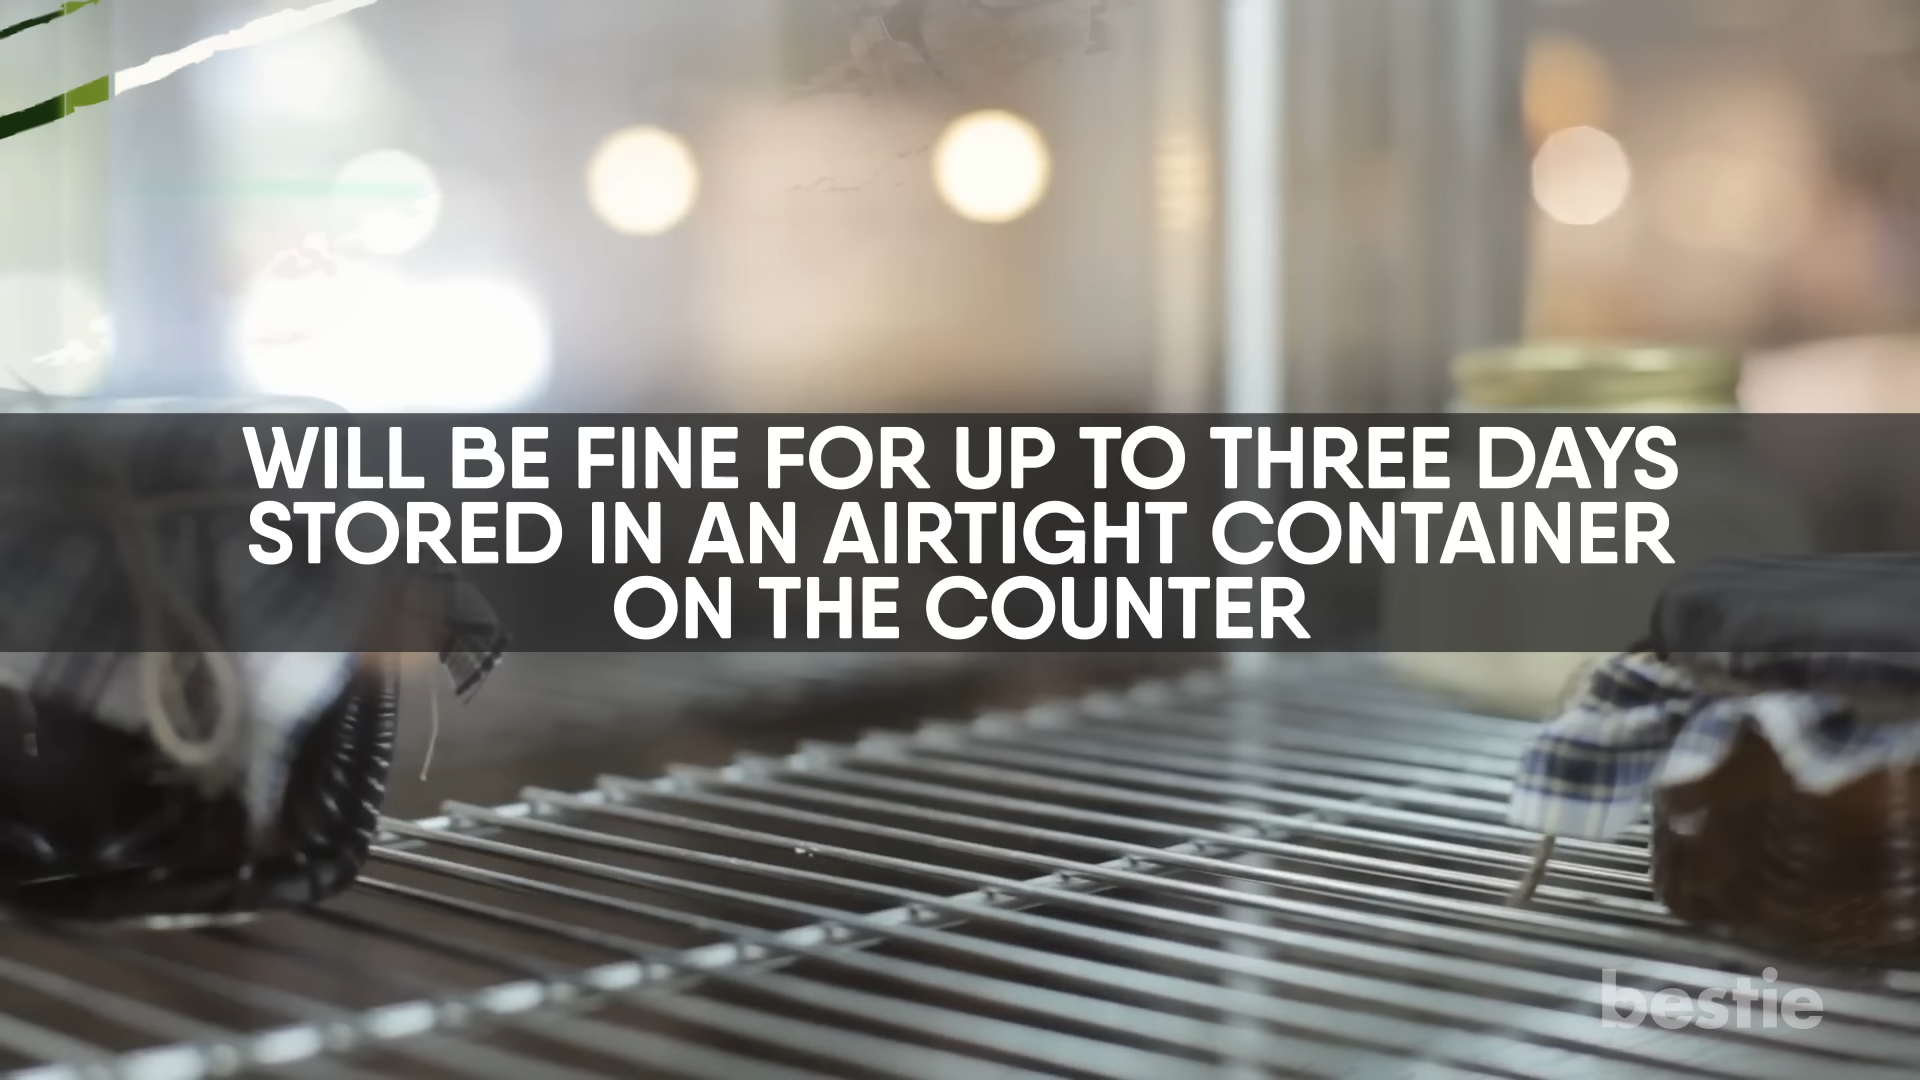 WILL BE FINE FOR UP TO THREE DAYS
STORED IN AN AIRTIGHT CONTAINER
ON THE COUNTER
bestie